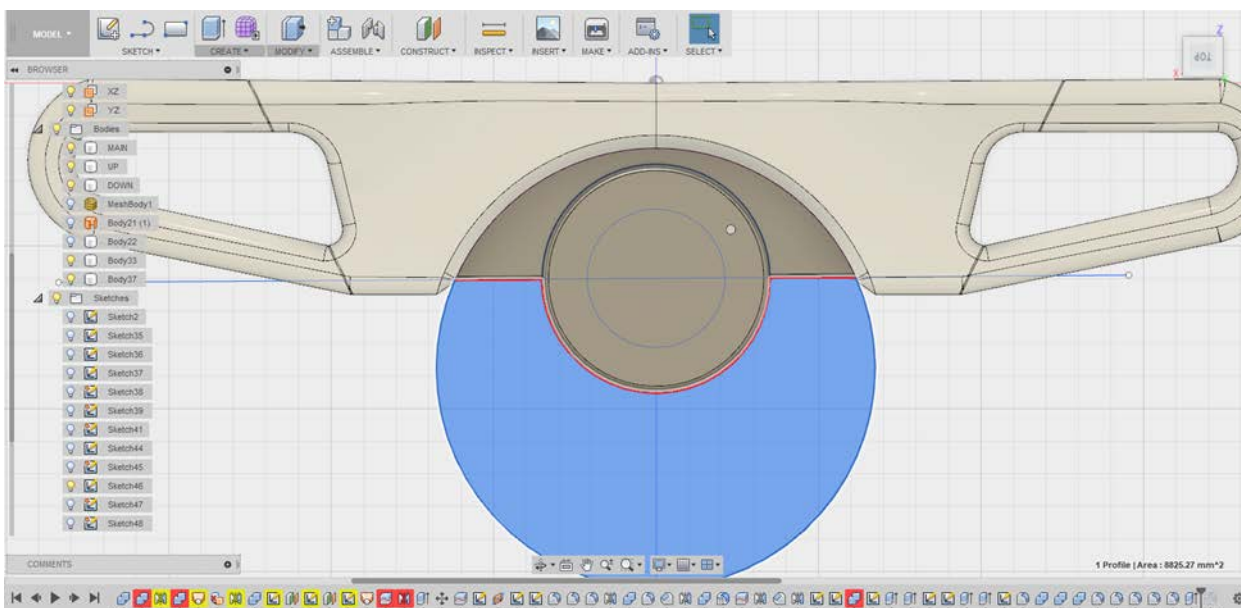 MODEL
SKETCH
CREATE
MODIFY
ASSEMBLE
CONSTRUCT
INSPECT
INSERT
MAKE
ADD-INS
SELECT
BROWSER
XZ
YZ
Bodies
MAIN
UP
DOWN
MeshBody1
Body21 (1)
Body22
Body33
Body37
Sketches
Sketch2
Sketch35
Sketch36
Sketch37
Sketch38
Sketch39
Sketch41
Sketch44
Sketch45
Sketch46
Sketch47
Sketch48
Z
TOP
X
COMMENTS
1 Profile | Area : 8825.27 mm^2